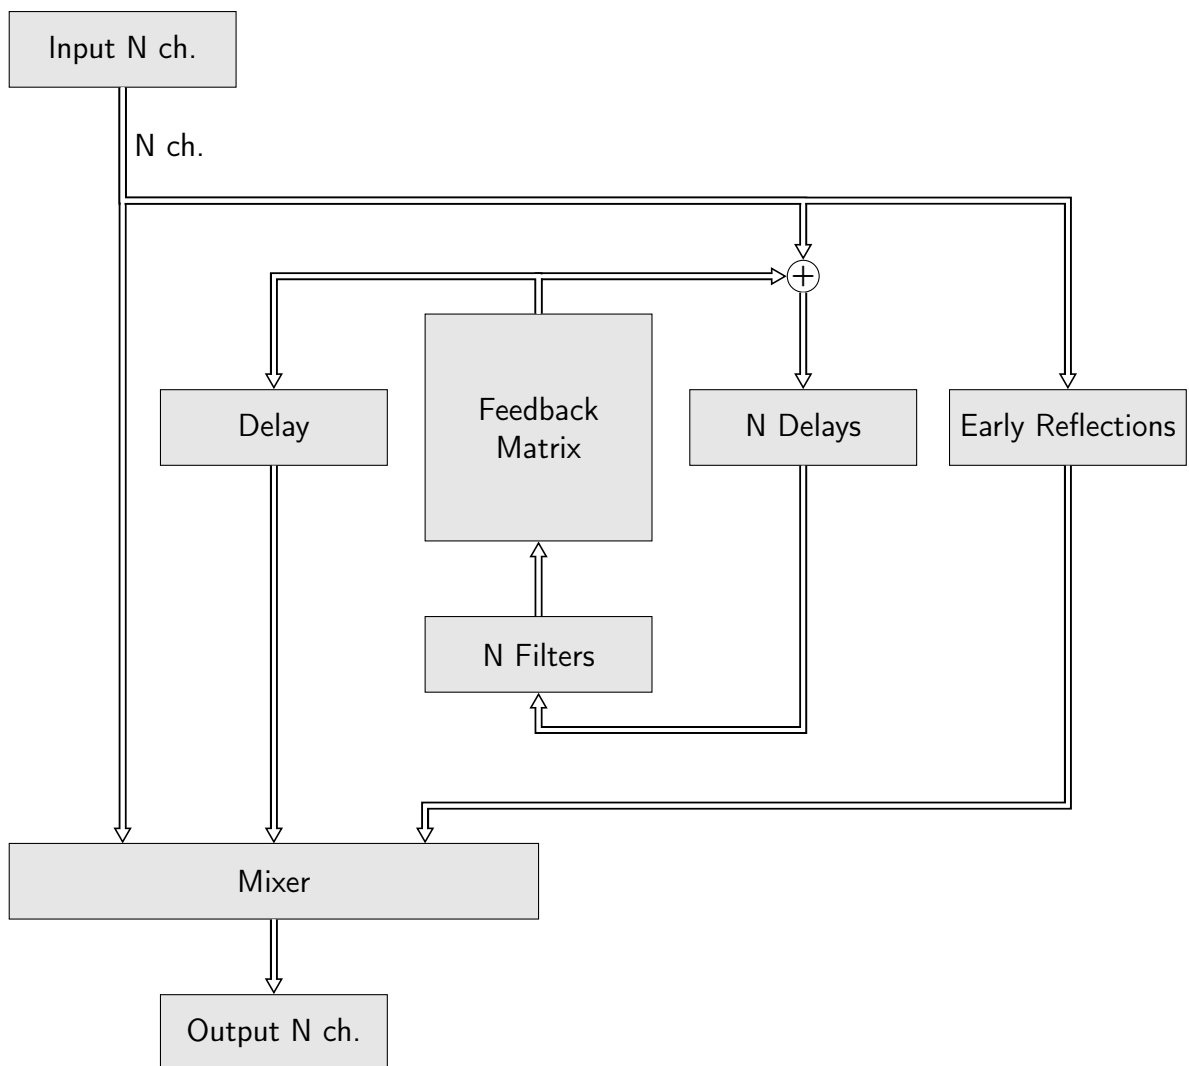 Input N ch.
N ch.
+
Delay
Feedback
Matrix
N Delays
Early Reflections
N Filters
Mixer
Output N ch.